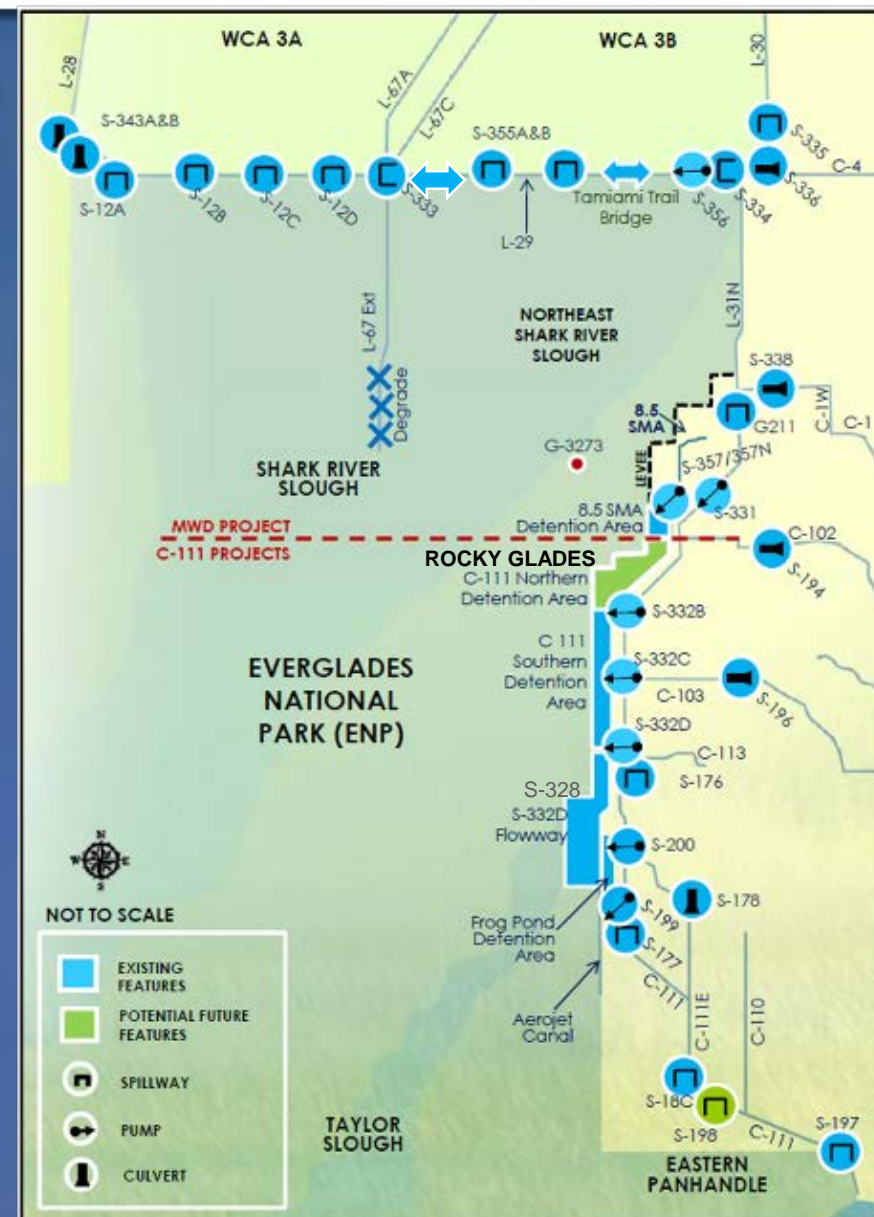 WCA 3A
WCA 3B
L-28
L-67A
L-67C
L-30
S-343A&B
S-355A&B
S-335
C-4
S-336
S-12A
S-12B
S-12C
S-12D
S-333
L-29
Tamiami Trail
Bridge
S-356
S-334
L-67 Ext
Degrade
NORTHEAST
SHARK RIVER
SLOUGH
L-31N
S-338
C-1W
C-1
8.5
SMA
G211
G-3273
LEVEE
S-357/357N
S-331
SHARK RIVER
SLOUGH
8.5 SMA
Detention Area
MWD PROJECT
C-111 PROJECTS
C-102
S-194
ROCKY GLADES
C-111 Northern
Detention Area
S-332B
C 111
Southern
Detention
Area
S-332C
C-103
S-196
EVERGLADES
NATIONAL
PARK (ENP)
S-332D
C-113
S-176
S-328
S-332D
Flowway
S-200
S-178
N
W
E
S
NOT TO SCALE
Frog Pond
Detention
Area
S-199
S-177
C-111
C-111E
C-110
Aerojet
Canal
EXISTING
FEATURES
POTENTIAL FUTURE
FEATURES
SPILLWAY
PUMP
CULVERT
TAYLOR
SLOUGH
S-18C
S-198
C-111
S-197
EASTERN
PANHANDLE